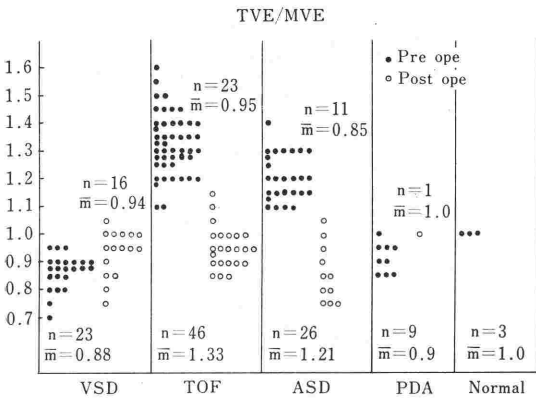 TVE/MVE
● Pre ope
○ Post ope
1.6
1.5
1.4
1.3
1.2
1.1
1.0
0.9
0.8
0.7
n=16
m̅=0.94
n=23
m̅=0.88
n=23
m̅=0.95
n=46
m̅=1.33
n=11
m̅=0.85
n=26
m̅=1.21
n=1
m̅=1.0
n=9
m̅=0.9
n=3
m̅=1.0
VSD
TOF
ASD
PDA
Normal